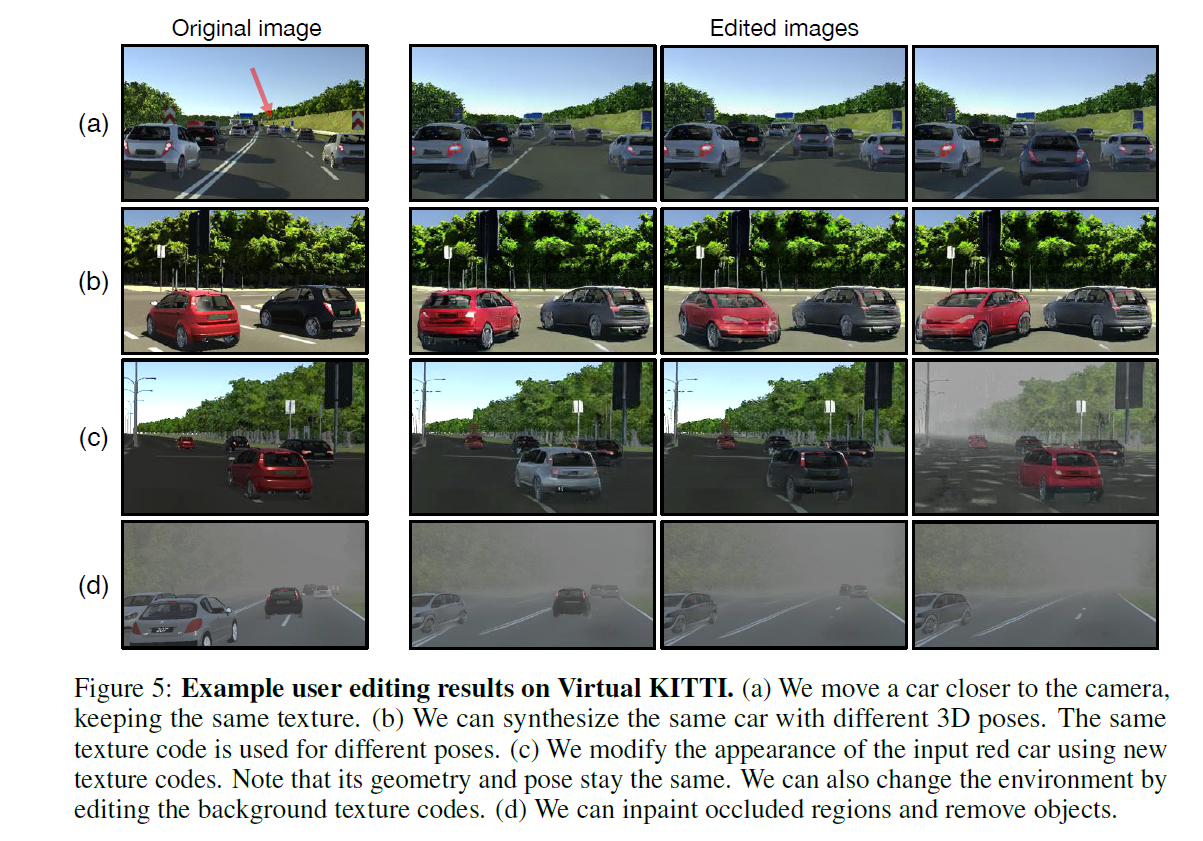 Original image
Edited images
(a)
(b)
(c)
(d)
Figure 5: Example user editing results on Virtual KITTI. (a) We move a car closer to the camera,
keeping the same texture. (b) We can synthesize the same car with different 3D poses. The same
texture code is used for different poses. (c) We modify the appearance of the input red car using new
texture codes. Note that its geometry and pose stay the same. We can also change the environment by
editing the background texture codes. (d) We can inpaint occluded regions and remove objects.